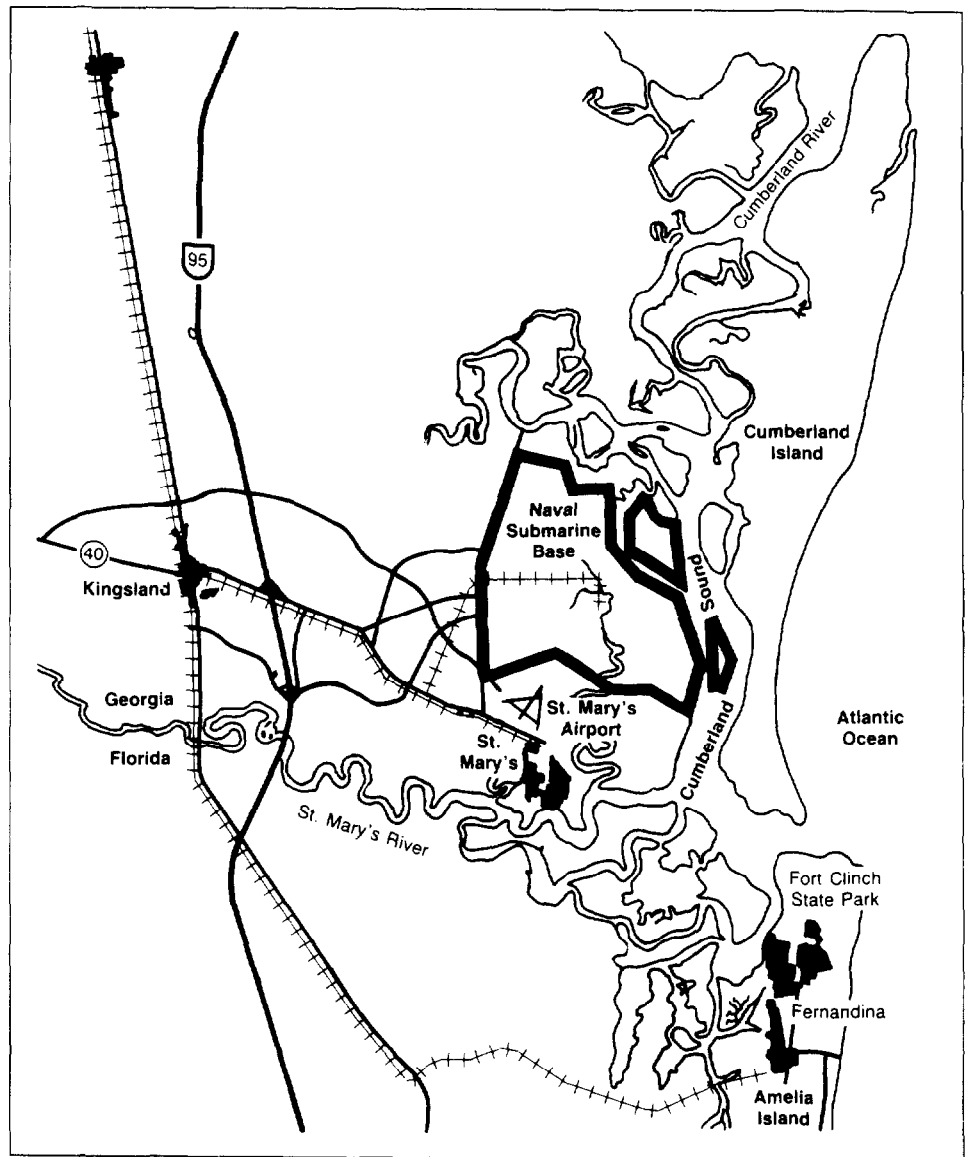 Cumberland River
95
Cumberland
Island
Naval
Submarine
Base
40
Kingsland
Sound
Georgia
Florida
St. Mary's
Airport
St.
Mary's
Cumberland
Atlantic
Ocean
St. Mary's River
Fort Clinch
State Park
Fernandina
Amelia
Island